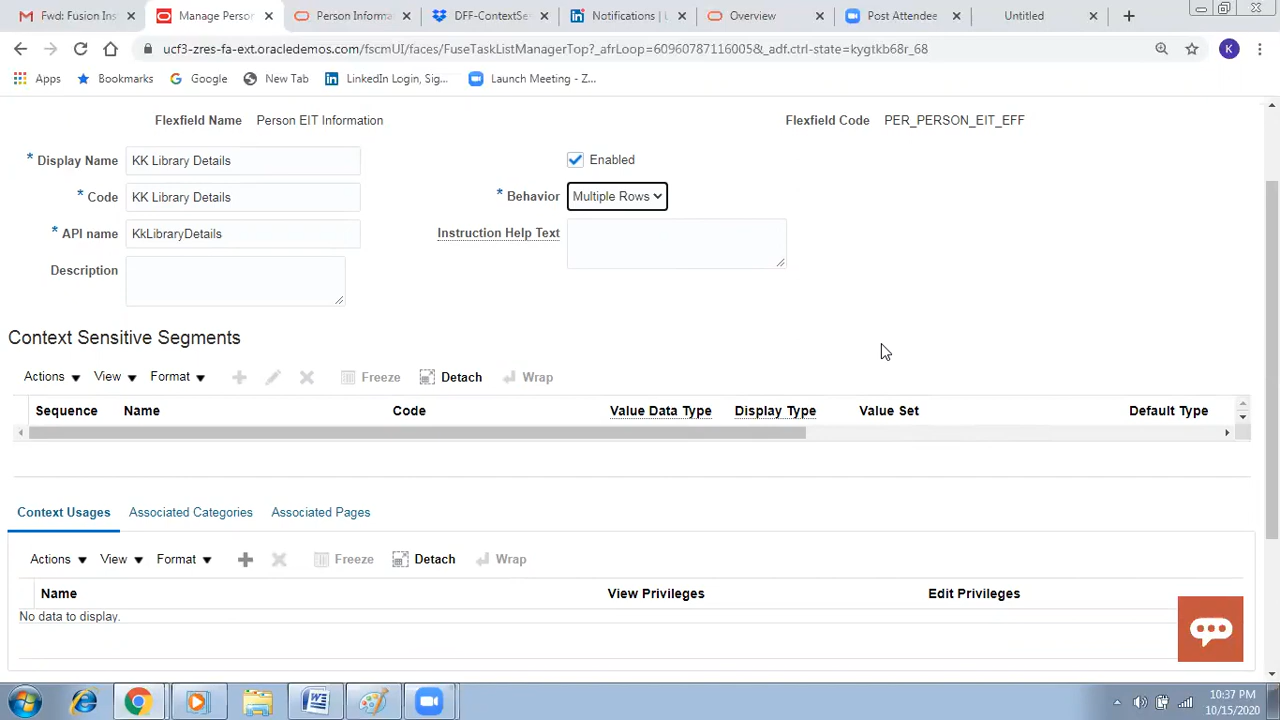 Fwd: Fusion Ins
Manage Person
Person Informa
DFF-ContextSe
Notifications | L
Overview
Post Attendee
Untitled
ucf3-zres-fa-ext.oracledemos.com/fscmUI/faces/FuseTaskListManagerTop?_afrLoop=60960787116005&_adf.ctrl-state=kygtkb68r_68
K
Apps
Bookmarks
Google
New Tab
LinkedIn Login, Sig...
Launch Meeting - Z...
Flexfield Name Person EIT Information
Flexfield Code PER_PERSON_EIT_EFF
* Display Name KK Library Details
Enabled
* Code KK Library Details
* Behavior Multiple Rows
* API name KkLibraryDetails
Instruction Help Text
Description
Context Sensitive Segments
Actions View Format Freeze Detach Wrap
Sequence Name Code Value Data Type Display Type Value Set Default Type
Context Usages Associated Categories Associated Pages
Actions View Format Freeze Detach Wrap
Name View Privileges Edit Privileges
No data to display.
10:37 PM
10/15/2020